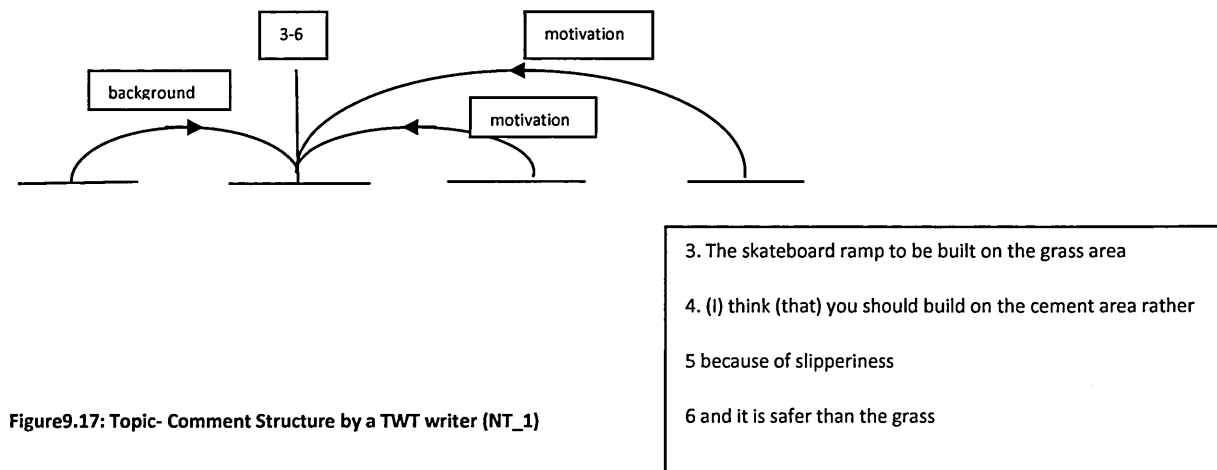 3-6
motivation
background
motivation
3. The skateboard ramp to be built on the grass area
4. (I) think (that) you should build on the cement area rather
5 because of slipperiness
6 and it is safer than the grass
Figure9.17: Topic- Comment Structure by a TWT writer (NT_1)